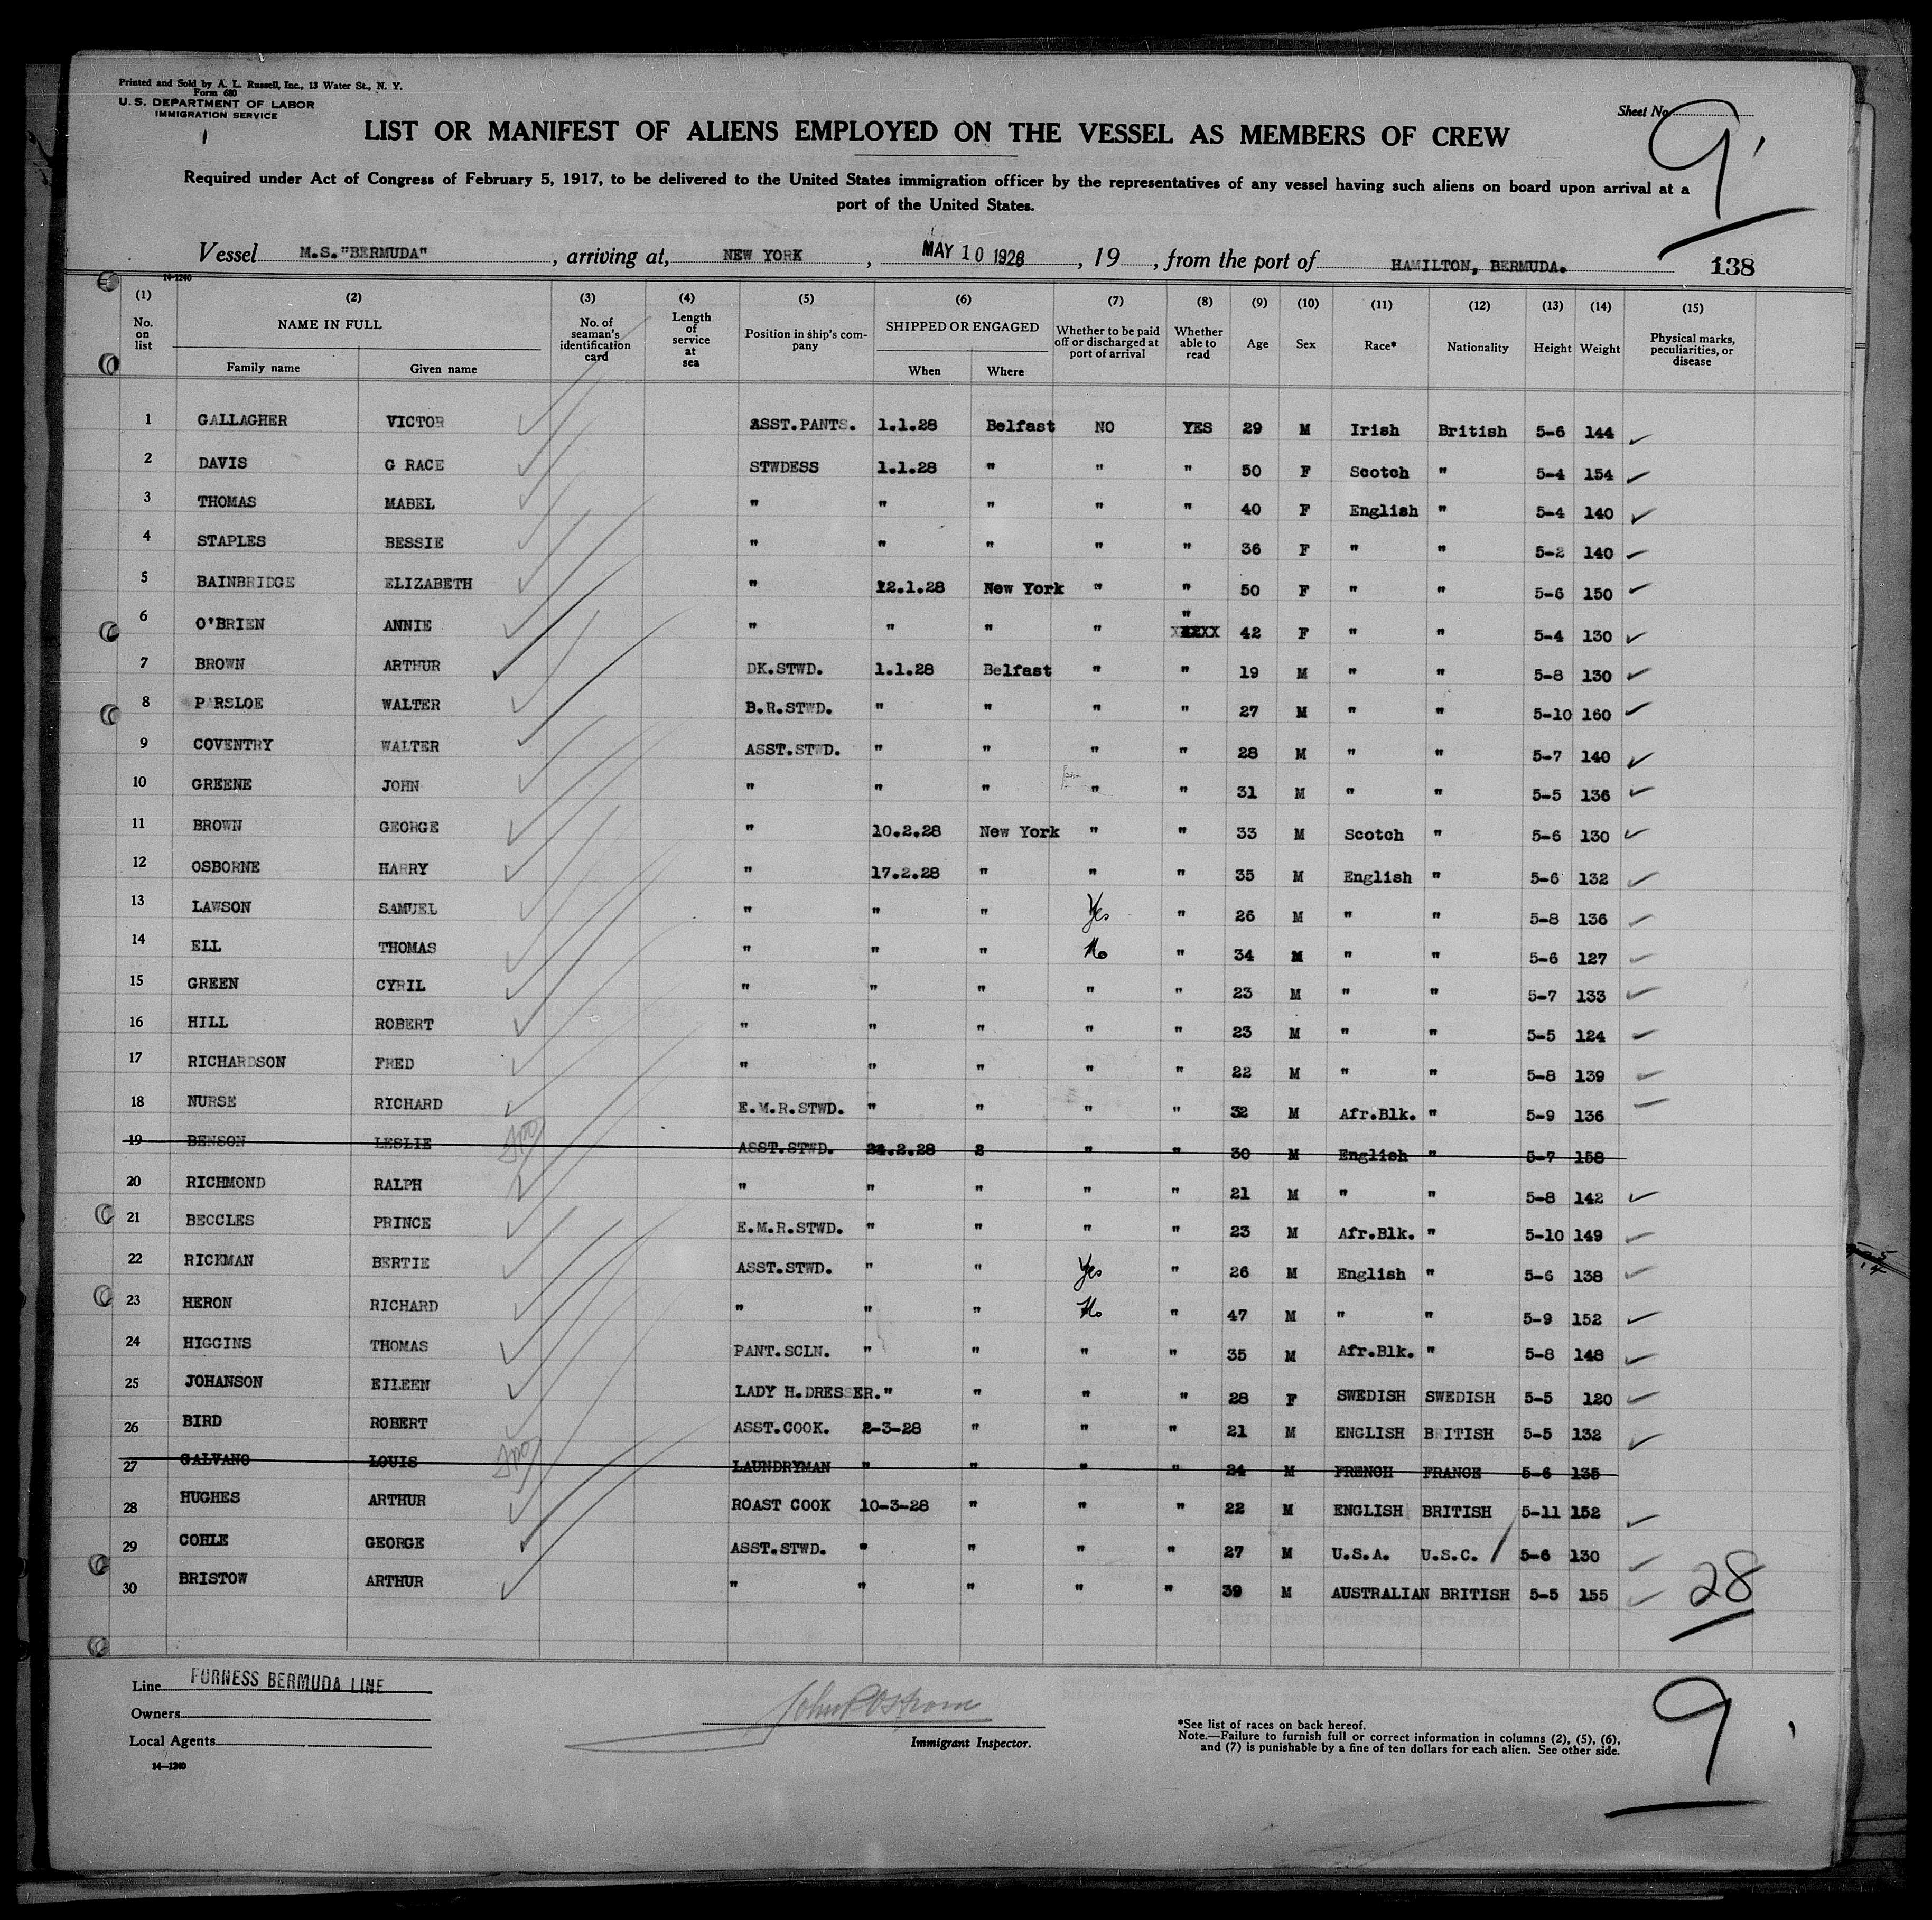 Printed and Sold by A. L. Russell, Inc., 13 Water St., N. Y.
Form 680
U. S. DEPARTMENT OF LABOR
IMMIGRATION SERVICE
Sheet No. 9
LIST OR MANIFEST OF ALIENS EMPLOYED ON THE VESSEL AS MEMBERS OF CREW
Required under Act of Congress of February 5, 1917, to be delivered to the United States immigration officer by the representatives of any vessel having such aliens on board upon arrival at a
port of the United States.
Vessel M.S."BERMUDA", arriving at, NEW YORK, MAY 10 1928, 19 , from the port of HAMILTON, BERMUDA. 138
14-1240
(1) (2) (3) (4) (5) (6) (7) (8) (9) (10) (11) (12) (13) (14) (15)
No. on list NAME IN FULL Family name Given name No. of seaman's identification card Length of service at sea Position in ship's company SHIPPED OR ENGAGED When Where Whether to be paid off or discharged at port of arrival Whether able to read Age Sex Race* Nationality Height Weight Physical marks, peculiarities, or disease
1 GALLAGHER VICTOR ASST.PANTS. 1.1.28 Belfast NO YES 29 M Irish British 5-6 144
2 DAVIS G RACE STWDESS 1.1.28 " " " 50 F Scotch " 5-4 154
3 THOMAS MABEL " " " " " 40 F English " 5-4 140
4 STAPLES BESSIE " " " " " 36 F " " 5-2 140
5 BAINBRIDGE ELIZABETH " 12.1.28 New York " " 50 F " " 5-6 150
6 O'BRIEN ANNIE " " " " " 42 F " " 5-4 130
7 BROWN ARTHUR DK.STWD. 1.1.28 Belfast " " 19 M " " 5-8 130
8 PARSLOE WALTER B.R.STWD. " " " " 27 M " " 5-10 160
9 COVENTRY WALTER ASST.STWD. " " " " 28 M " " 5-7 140
10 GREENE JOHN " " " " " 31 M " " 5-5 136
11 BROWN GEORGE " 10.2.28 New York " " 33 M Scotch " 5-6 130
12 OSBORNE HARRY " 17.2.28 " " " 35 M English " 5-6 132
13 LAWSON SAMUEL " " " Yes " 26 M " " 5-8 136
14 ELL THOMAS " " " No " 34 M " " 5-6 127
15 GREEN CYRIL " " " " " 23 M " " 5-7 133
16 HILL ROBERT " " " " " 23 M " " 5-5 124
17 RICHARDSON FRED " " " " " 22 M " " 5-8 139
18 NURSE RICHARD E.M.R.STWD. " " " " 32 M Afr.Blk. " 5-9 136
19 BENSON LESLIE ASST.STWD. 24.2.28 2 " " 30 M English " 5-7 158
20 RICHMOND RALPH " " " " " 21 M " " 5-8 142
21 BECCLES PRINCE E.M.R.STWD. " " " " 23 M Afr.Blk. " 5-10 149
22 RICKMAN BERTIE ASST.STWD. " " Yes " 26 M English " 5-6 138
23 HERON RICHARD " " " No " 47 M " " 5-9 152
24 HIGGINS THOMAS PANT.SCLN. " " " " 35 M Afr.Blk. " 5-8 148
25 JOHANSON EILEEN LADY H.DRESSER. " " " " 28 F SWEDISH SWEDISH 5-5 120
26 BIRD ROBERT ASST.COOK. 2-3-28 " " " 21 M ENGLISH BRITISH 5-5 132
27 GALVANO LOUIS LAUNDRYMAN " " " " 24 M FRENCH FRANCE 5-6 135
28 HUGHES ARTHUR ROAST COOK 10-3-28 " " " 22 M ENGLISH BRITISH 5-11 152
29 COHLE GEORGE ASST.STWD. " " " " 27 M U.S.A. U.S.C. 5-6 130
30 BRISTOW ARTHUR " " " " " 39 M AUSTRALIAN BRITISH 5-5 155
28
Line FURNESS BERMUDA LINE
Owners
Local Agents
14-1240
Immigrant Inspector.
*See list of races on back hereof.
Note.—Failure to furnish full or correct information in columns (2), (5), (6),
and (7) is punishable by a fine of ten dollars for each alien. See other side.
9